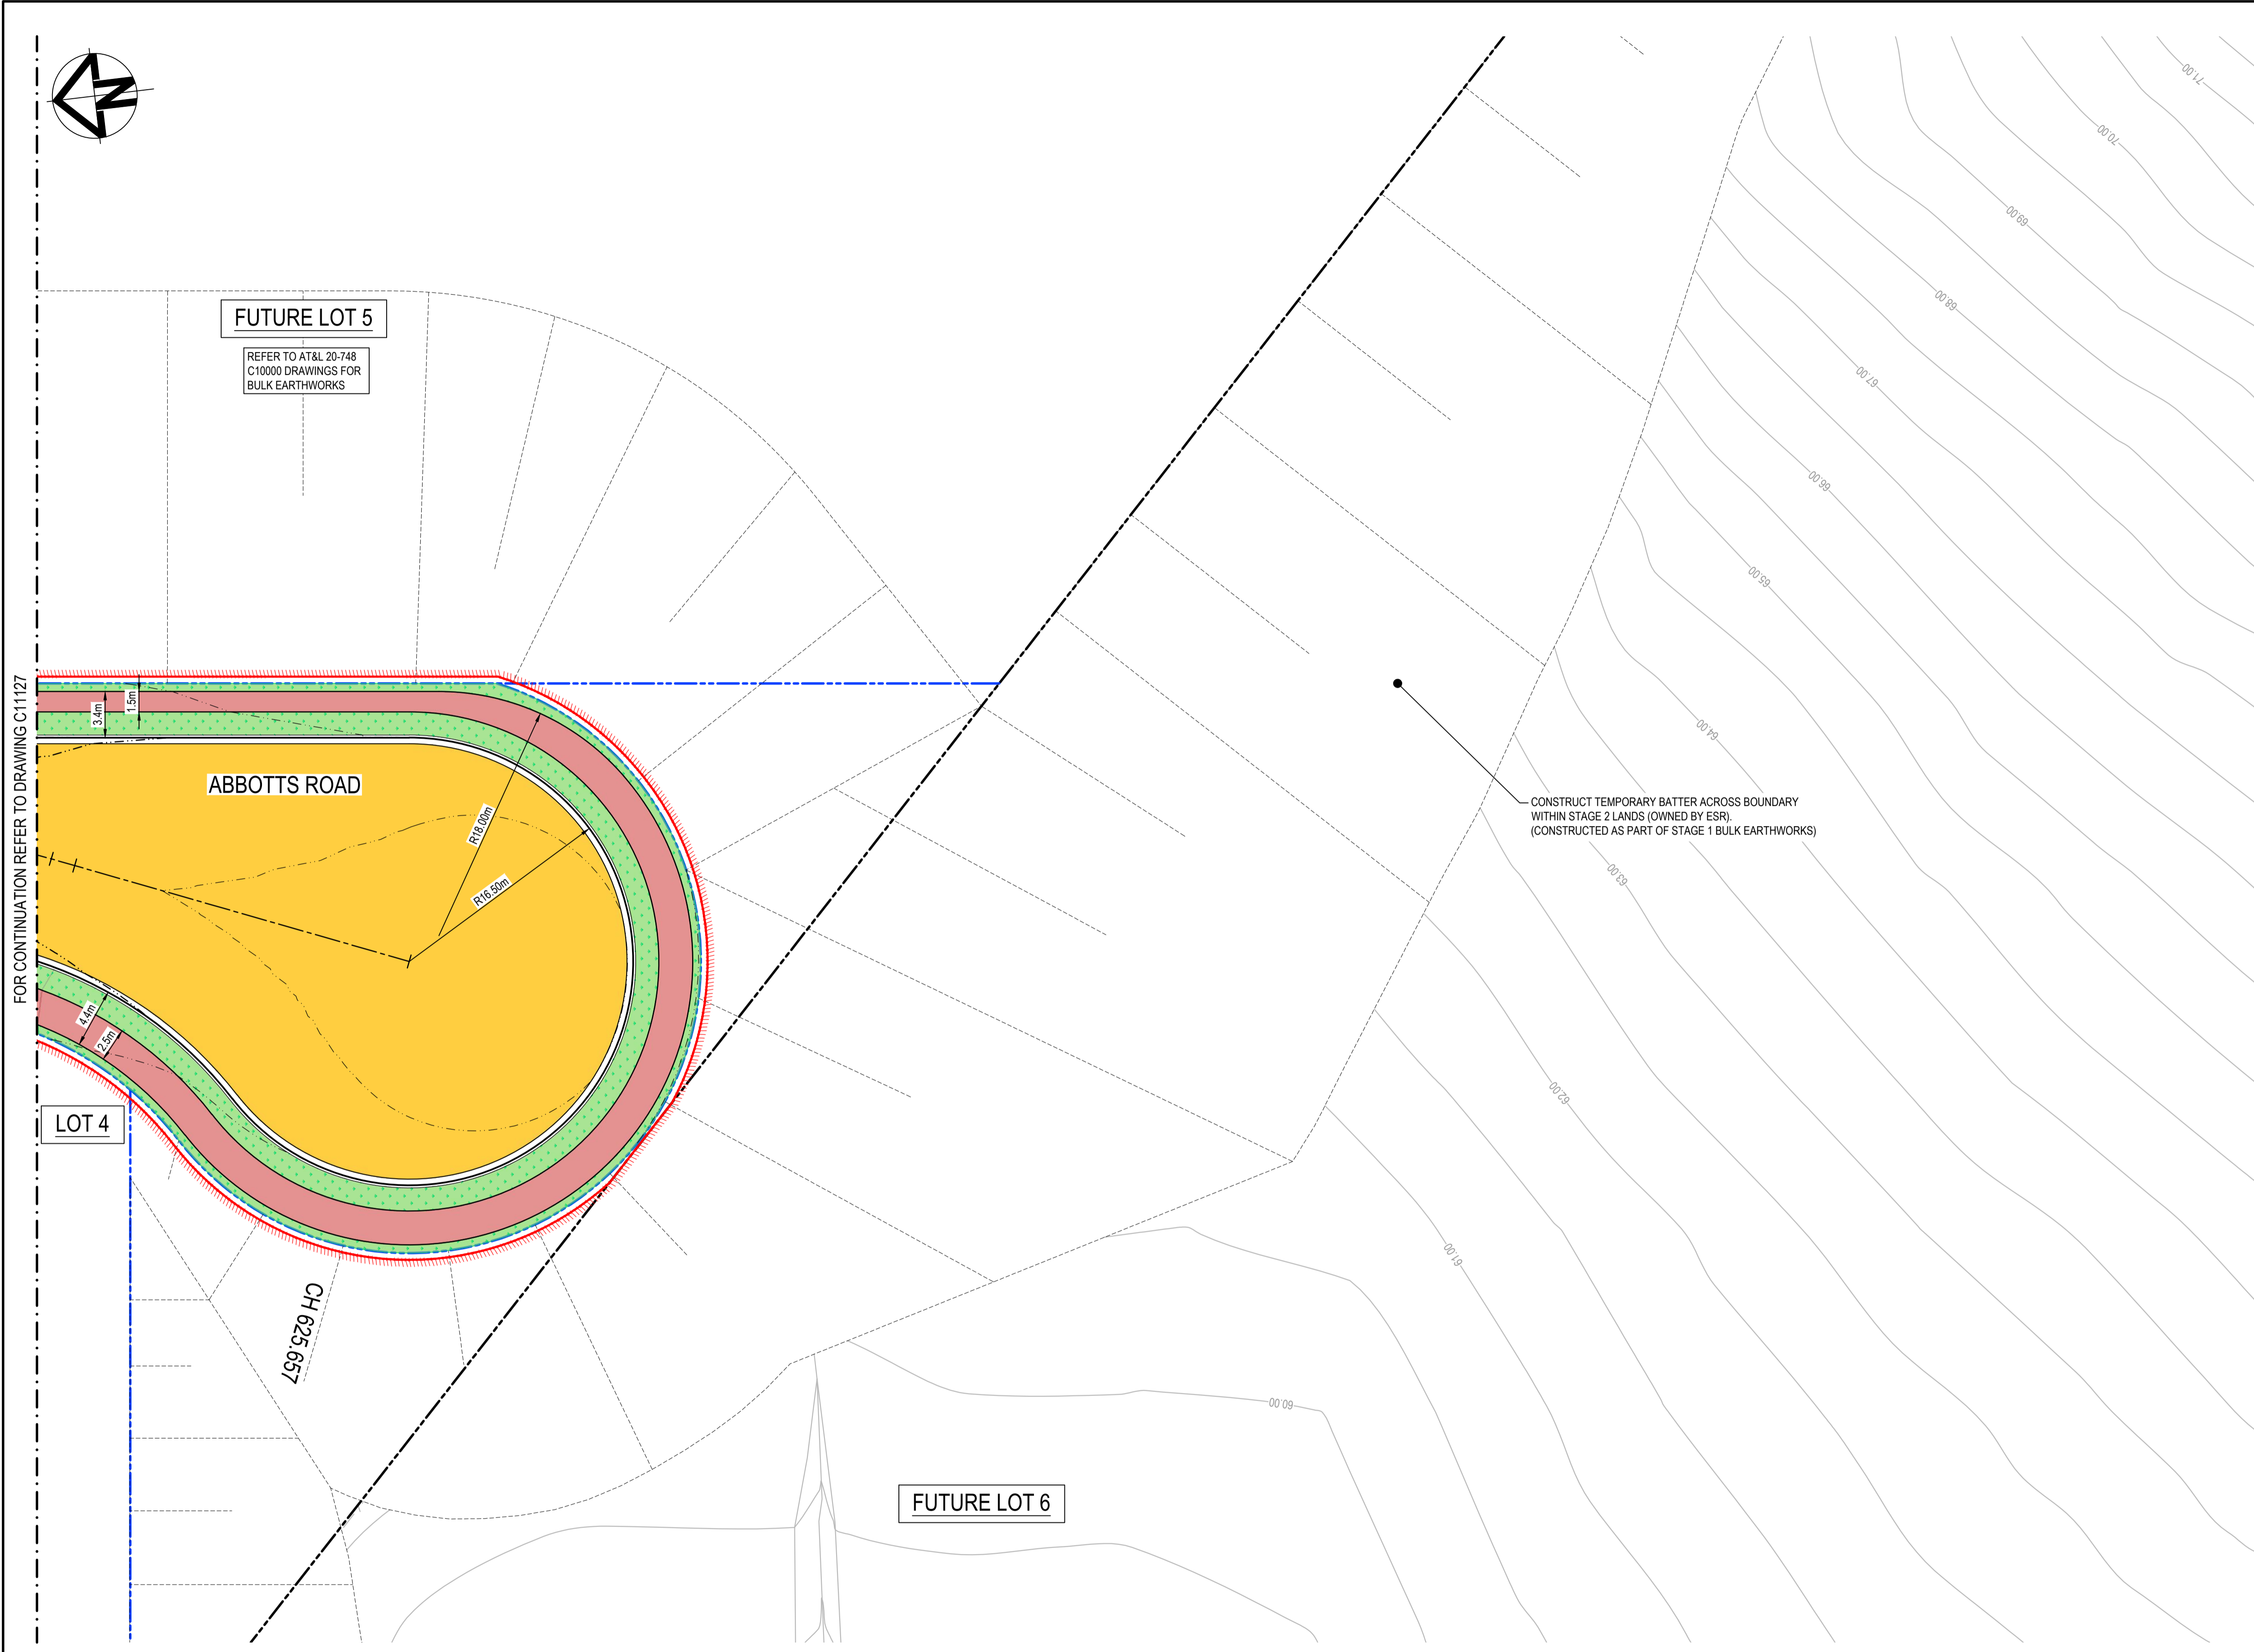 N
71.00
70.00
69.00
68.00
67.00
66.00
65.00
64.00
63.00
62.00
61.00
60.00
FUTURE LOT 5
REFER TO AT&L 20-748
C10000 DRAWINGS FOR
BULK EARTHWORKS
FOR CONTINUATION REFER TO DRAWING C11127
3.4m
1.5m
ABBOTTS ROAD
R18.00m
R16.50m
4.4m
2.5m
LOT 4
CH 625.657
CONSTRUCT TEMPORARY BATTER ACROSS BOUNDARY
WITHIN STAGE 2 LANDS (OWNED BY ESR).
(CONSTRUCTED AS PART OF STAGE 1 BULK EARTHWORKS)
FUTURE LOT 6